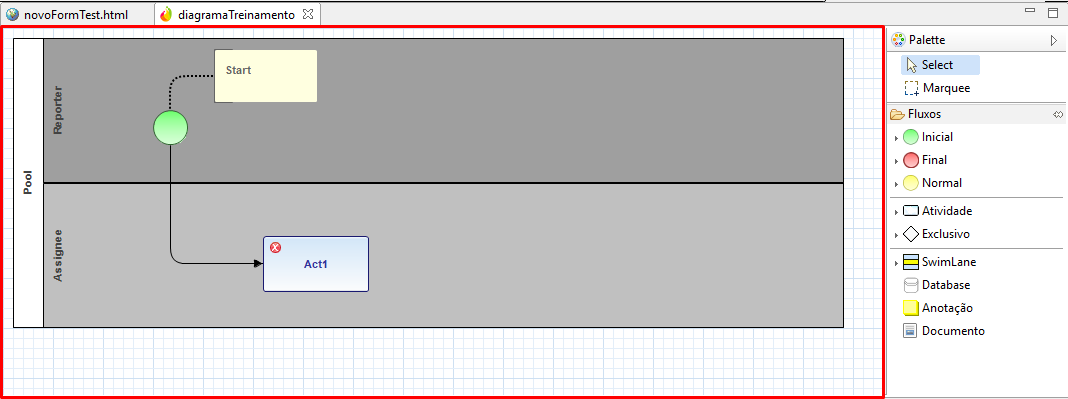 novoFormTest.html
diagramaTreinamento
Pool
Reporter
Start
Assignee
Act1
Palette
Select
Marquee
Fluxos
Inicial
Final
Normal
Atividade
Exclusivo
SwimLane
Database
Anotação
Documento